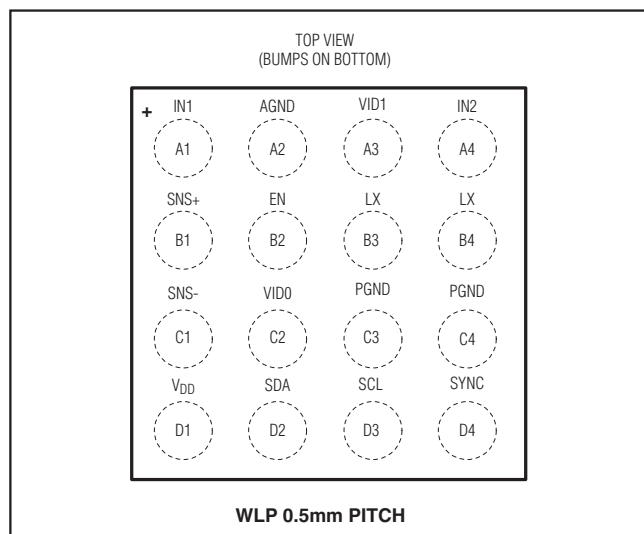 TOP VIEW
(BUMPS ON BOTTOM)
+ IN1 AGND VID1 IN2
A1 A2 A3 A4
SNS+ EN LX LX
B1 B2 B3 B4
SNS- VID0 PGND PGND
C1 C2 C3 C4
VDD SDA SCL SYNC
D1 D2 D3 D4
WLP 0.5mm PITCH